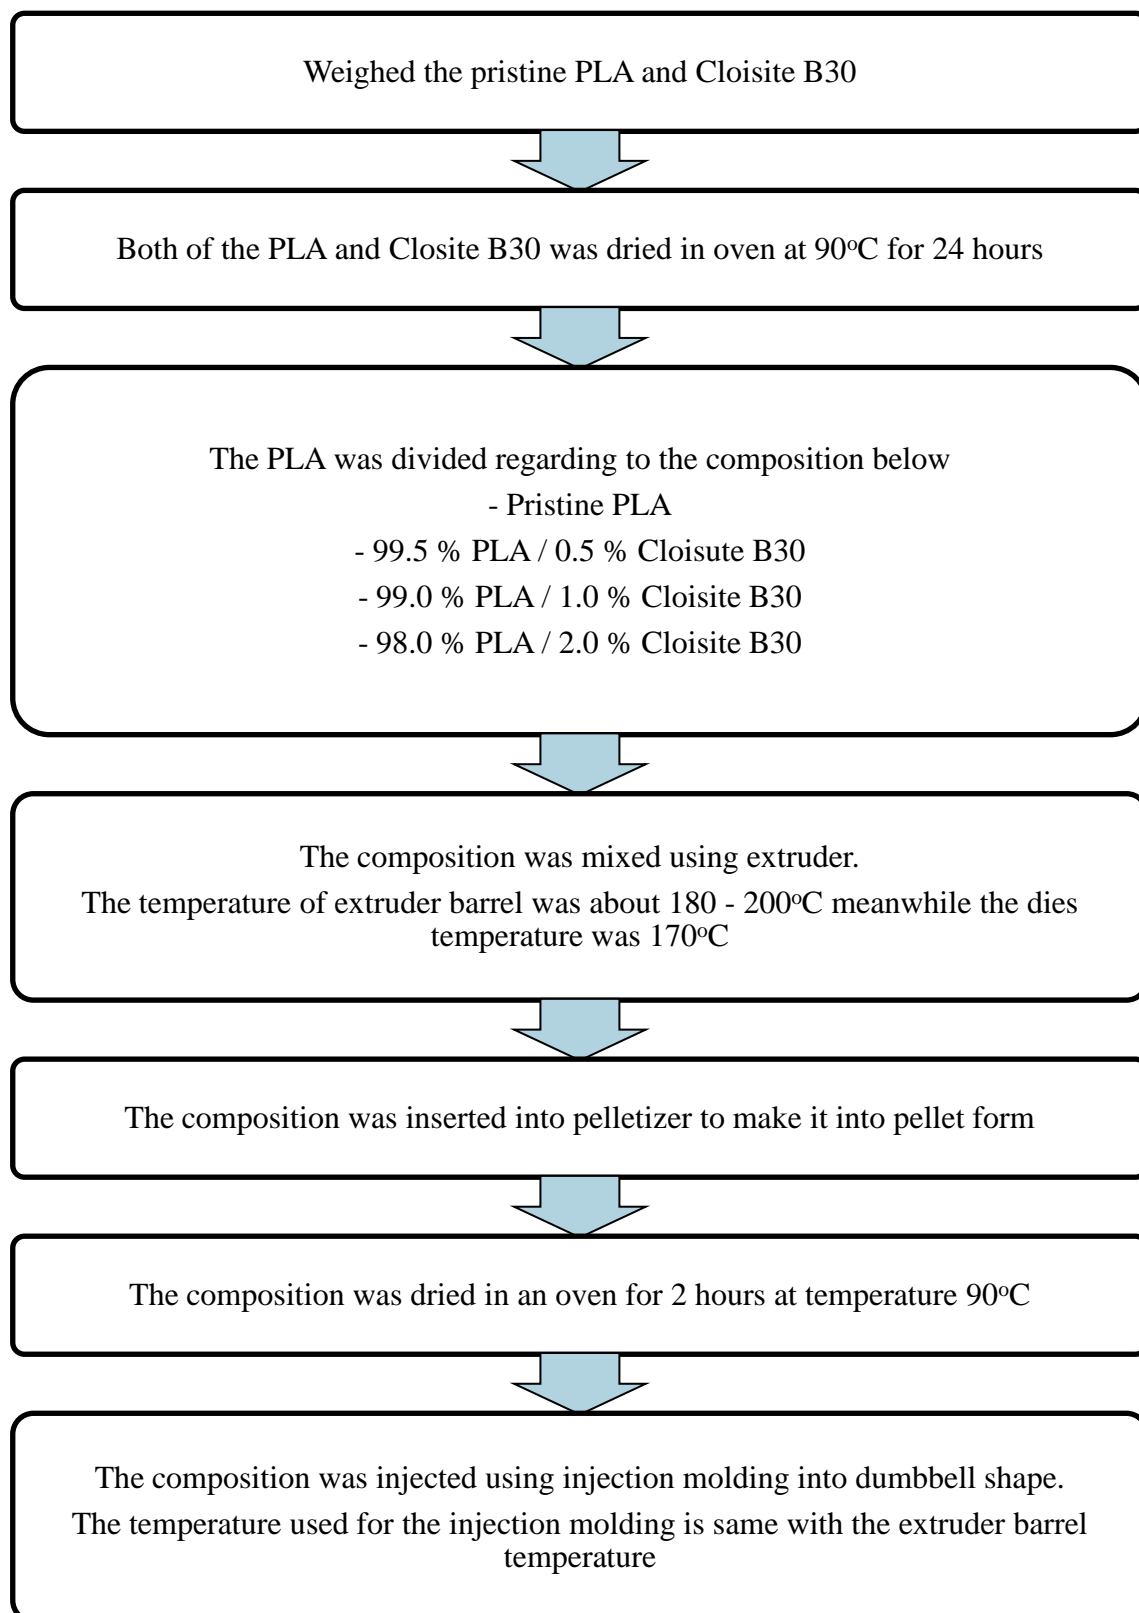 Weighed the pristine PLA and Cloisite B30
Both of the PLA and Closite B30 was dried in oven at 90°C for 24 hours
The PLA was divided regarding to the composition below
- Pristine PLA
- 99.5 % PLA / 0.5 % Cloisute B30
- 99.0 % PLA / 1.0 % Cloisite B30
- 98.0 % PLA / 2.0 % Cloisite B30
The composition was mixed using extruder.
The temperature of extruder barrel was about 180 - 200°C meanwhile the dies
temperature was 170°C
The composition was inserted into pelletizer to make it into pellet form
The composition was dried in an oven for 2 hours at temperature 90°C
The composition was injected using injection molding into dumbbell shape.
The temperature used for the injection molding is same with the extruder barrel
temperature